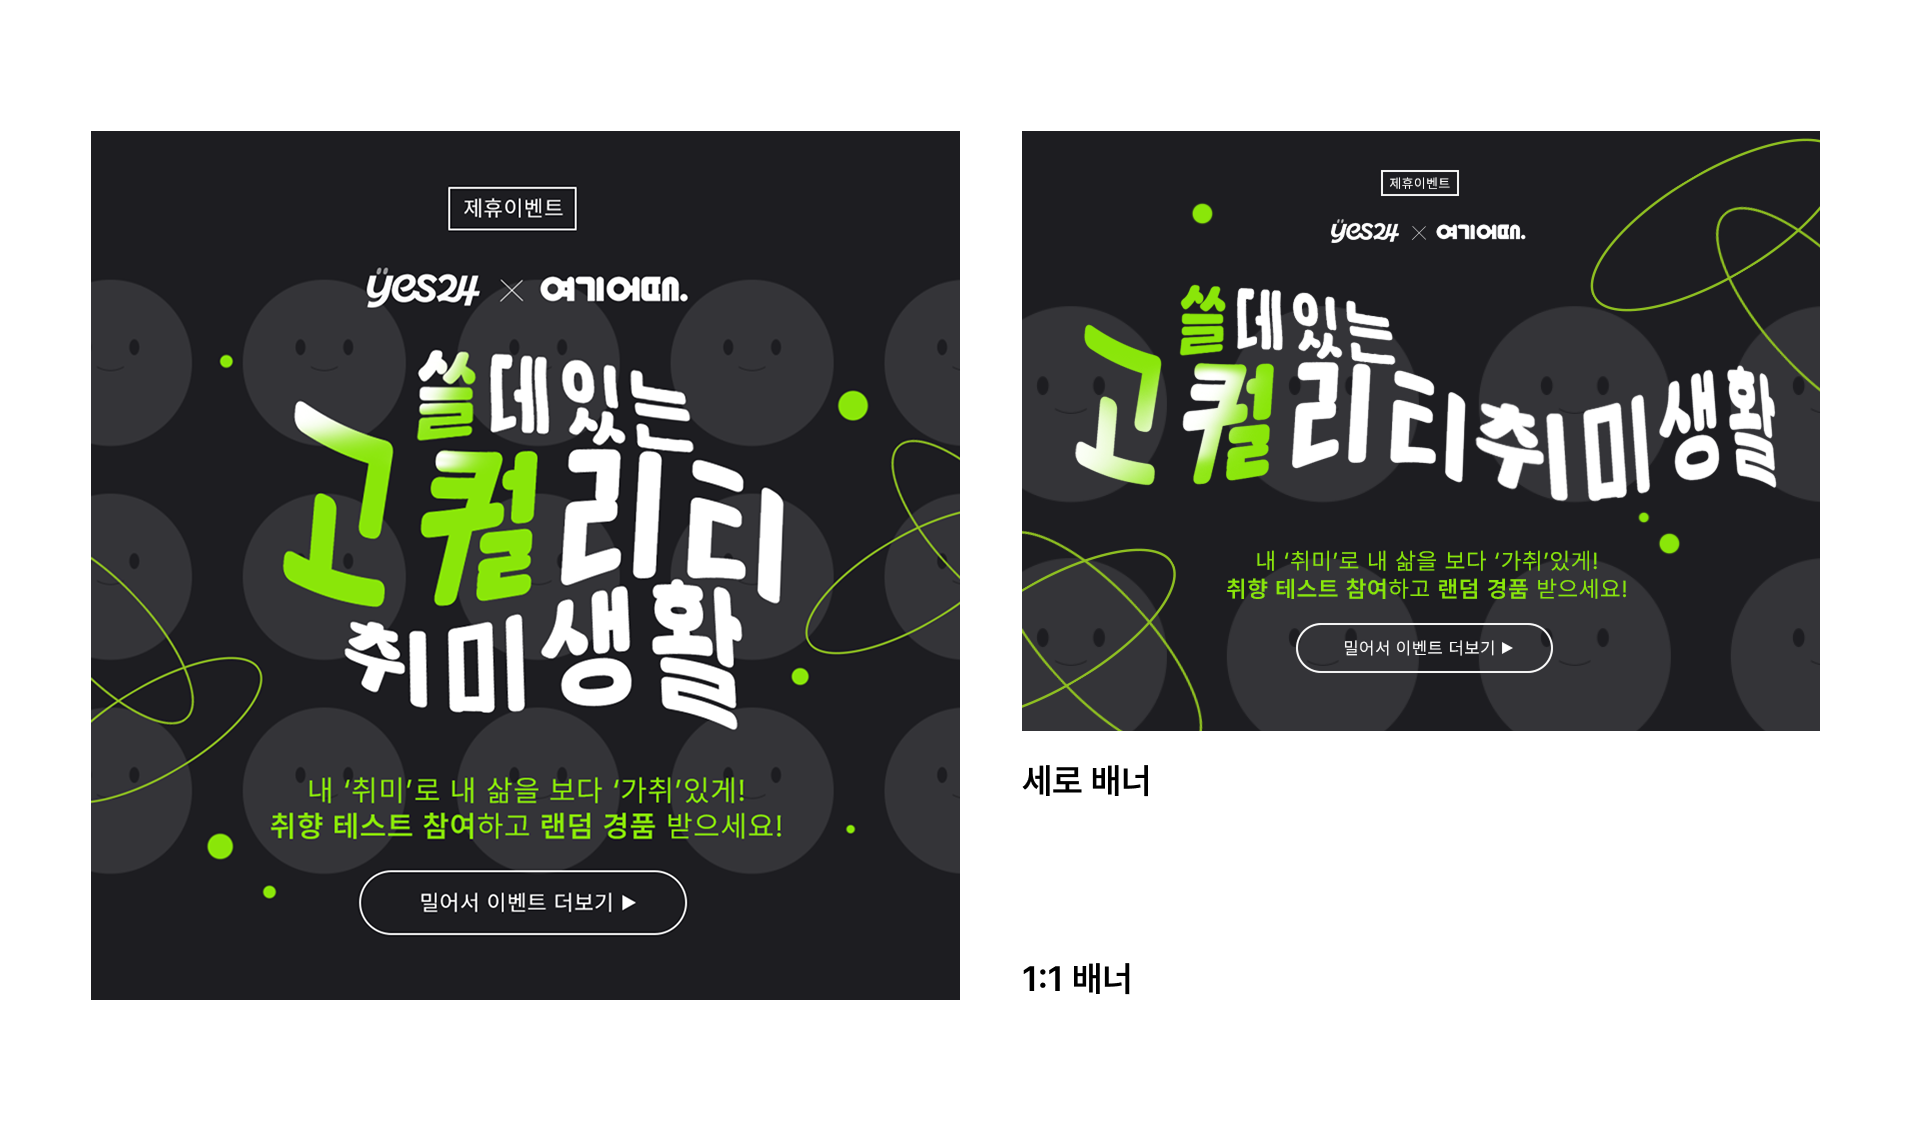 제휴이벤트
yes24 × 여기어때.
쓸데있는
고퀄리티
취미생활
내 ‘취미’로 내 삶을 보다 ‘가취’있게!
취향 테스트 참여하고 랜덤 경품 받으세요!
밀어서 이벤트 더보기 ▶
제휴이벤트
yes24 × 여기어때.
쓸데있는
고퀄리티취미생활
내 ‘취미’로 내 삶을 보다 ‘가취’있게!
취향 테스트 참여하고 랜덤 경품 받으세요!
밀어서 이벤트 더보기 ▶
세로 배너
1:1 배너